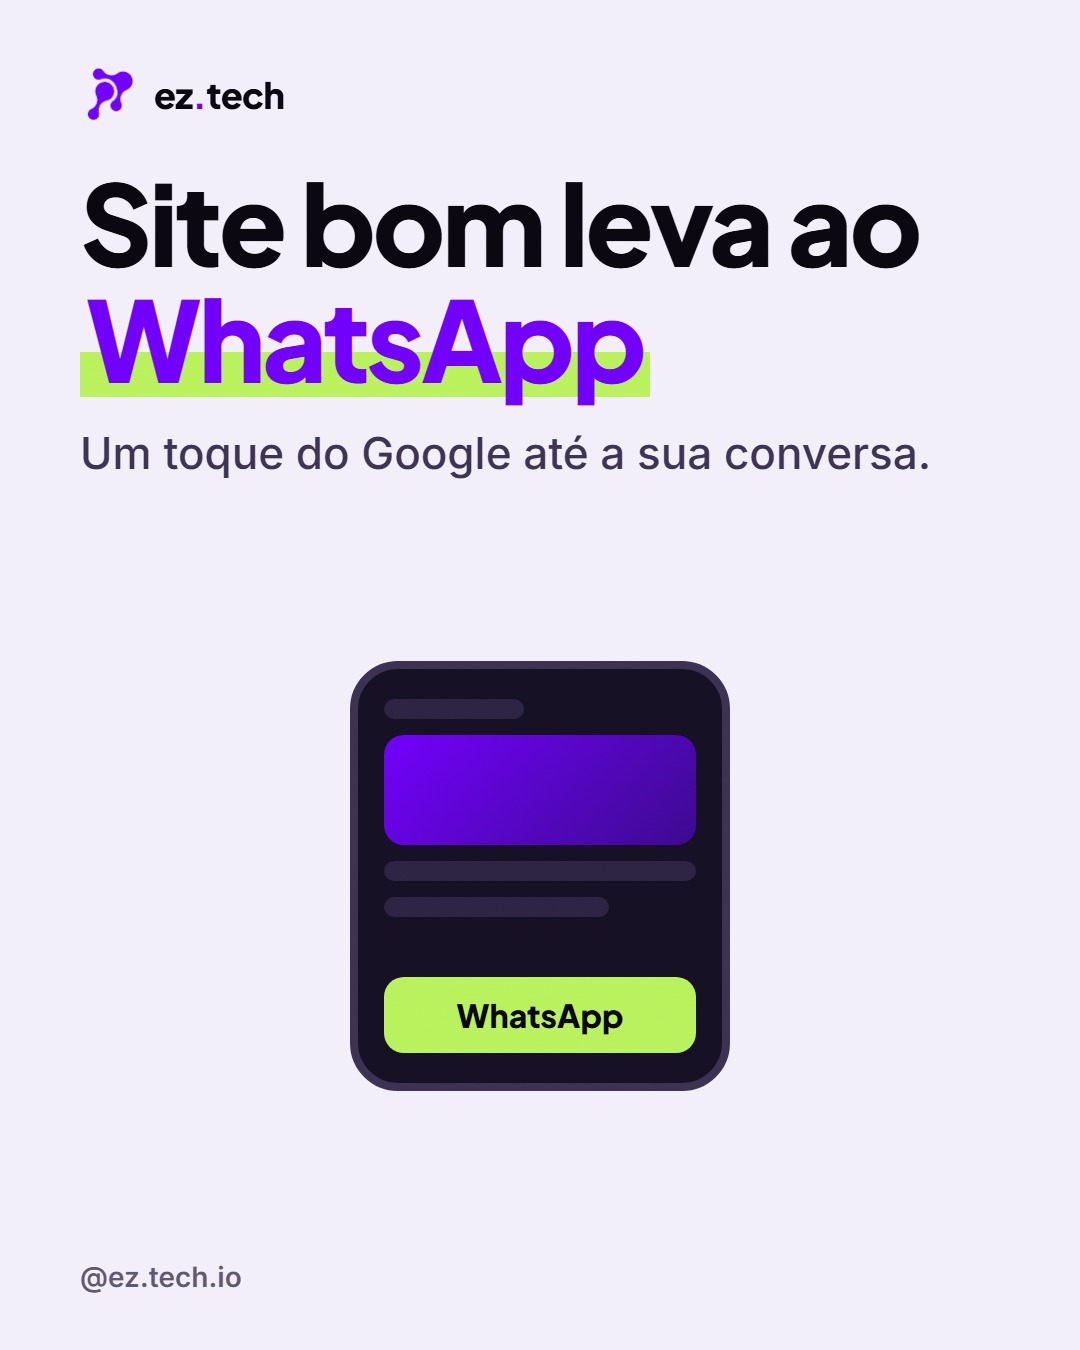 ez.tech
Site bom leva ao
WhatsApp
Um toque do Google até a sua conversa.
WhatsApp
@ez.tech.io